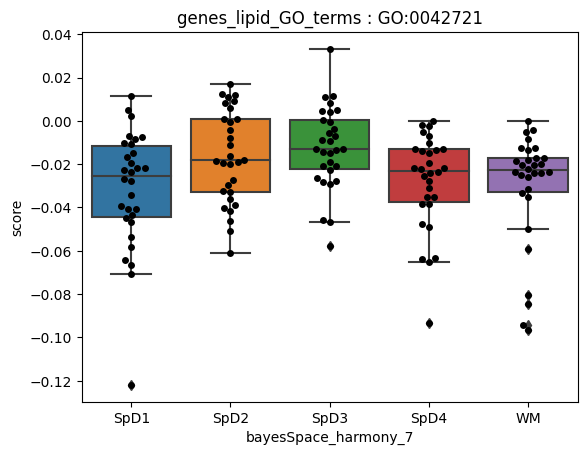 genes_lipid_GO_terms : GO:0042721
score
0.04
0.02
0.00
−0.02
−0.04
−0.06
−0.08
−0.10
−0.12
SpD1 SpD2 SpD3 SpD4 WM
bayesSpace_harmony_7